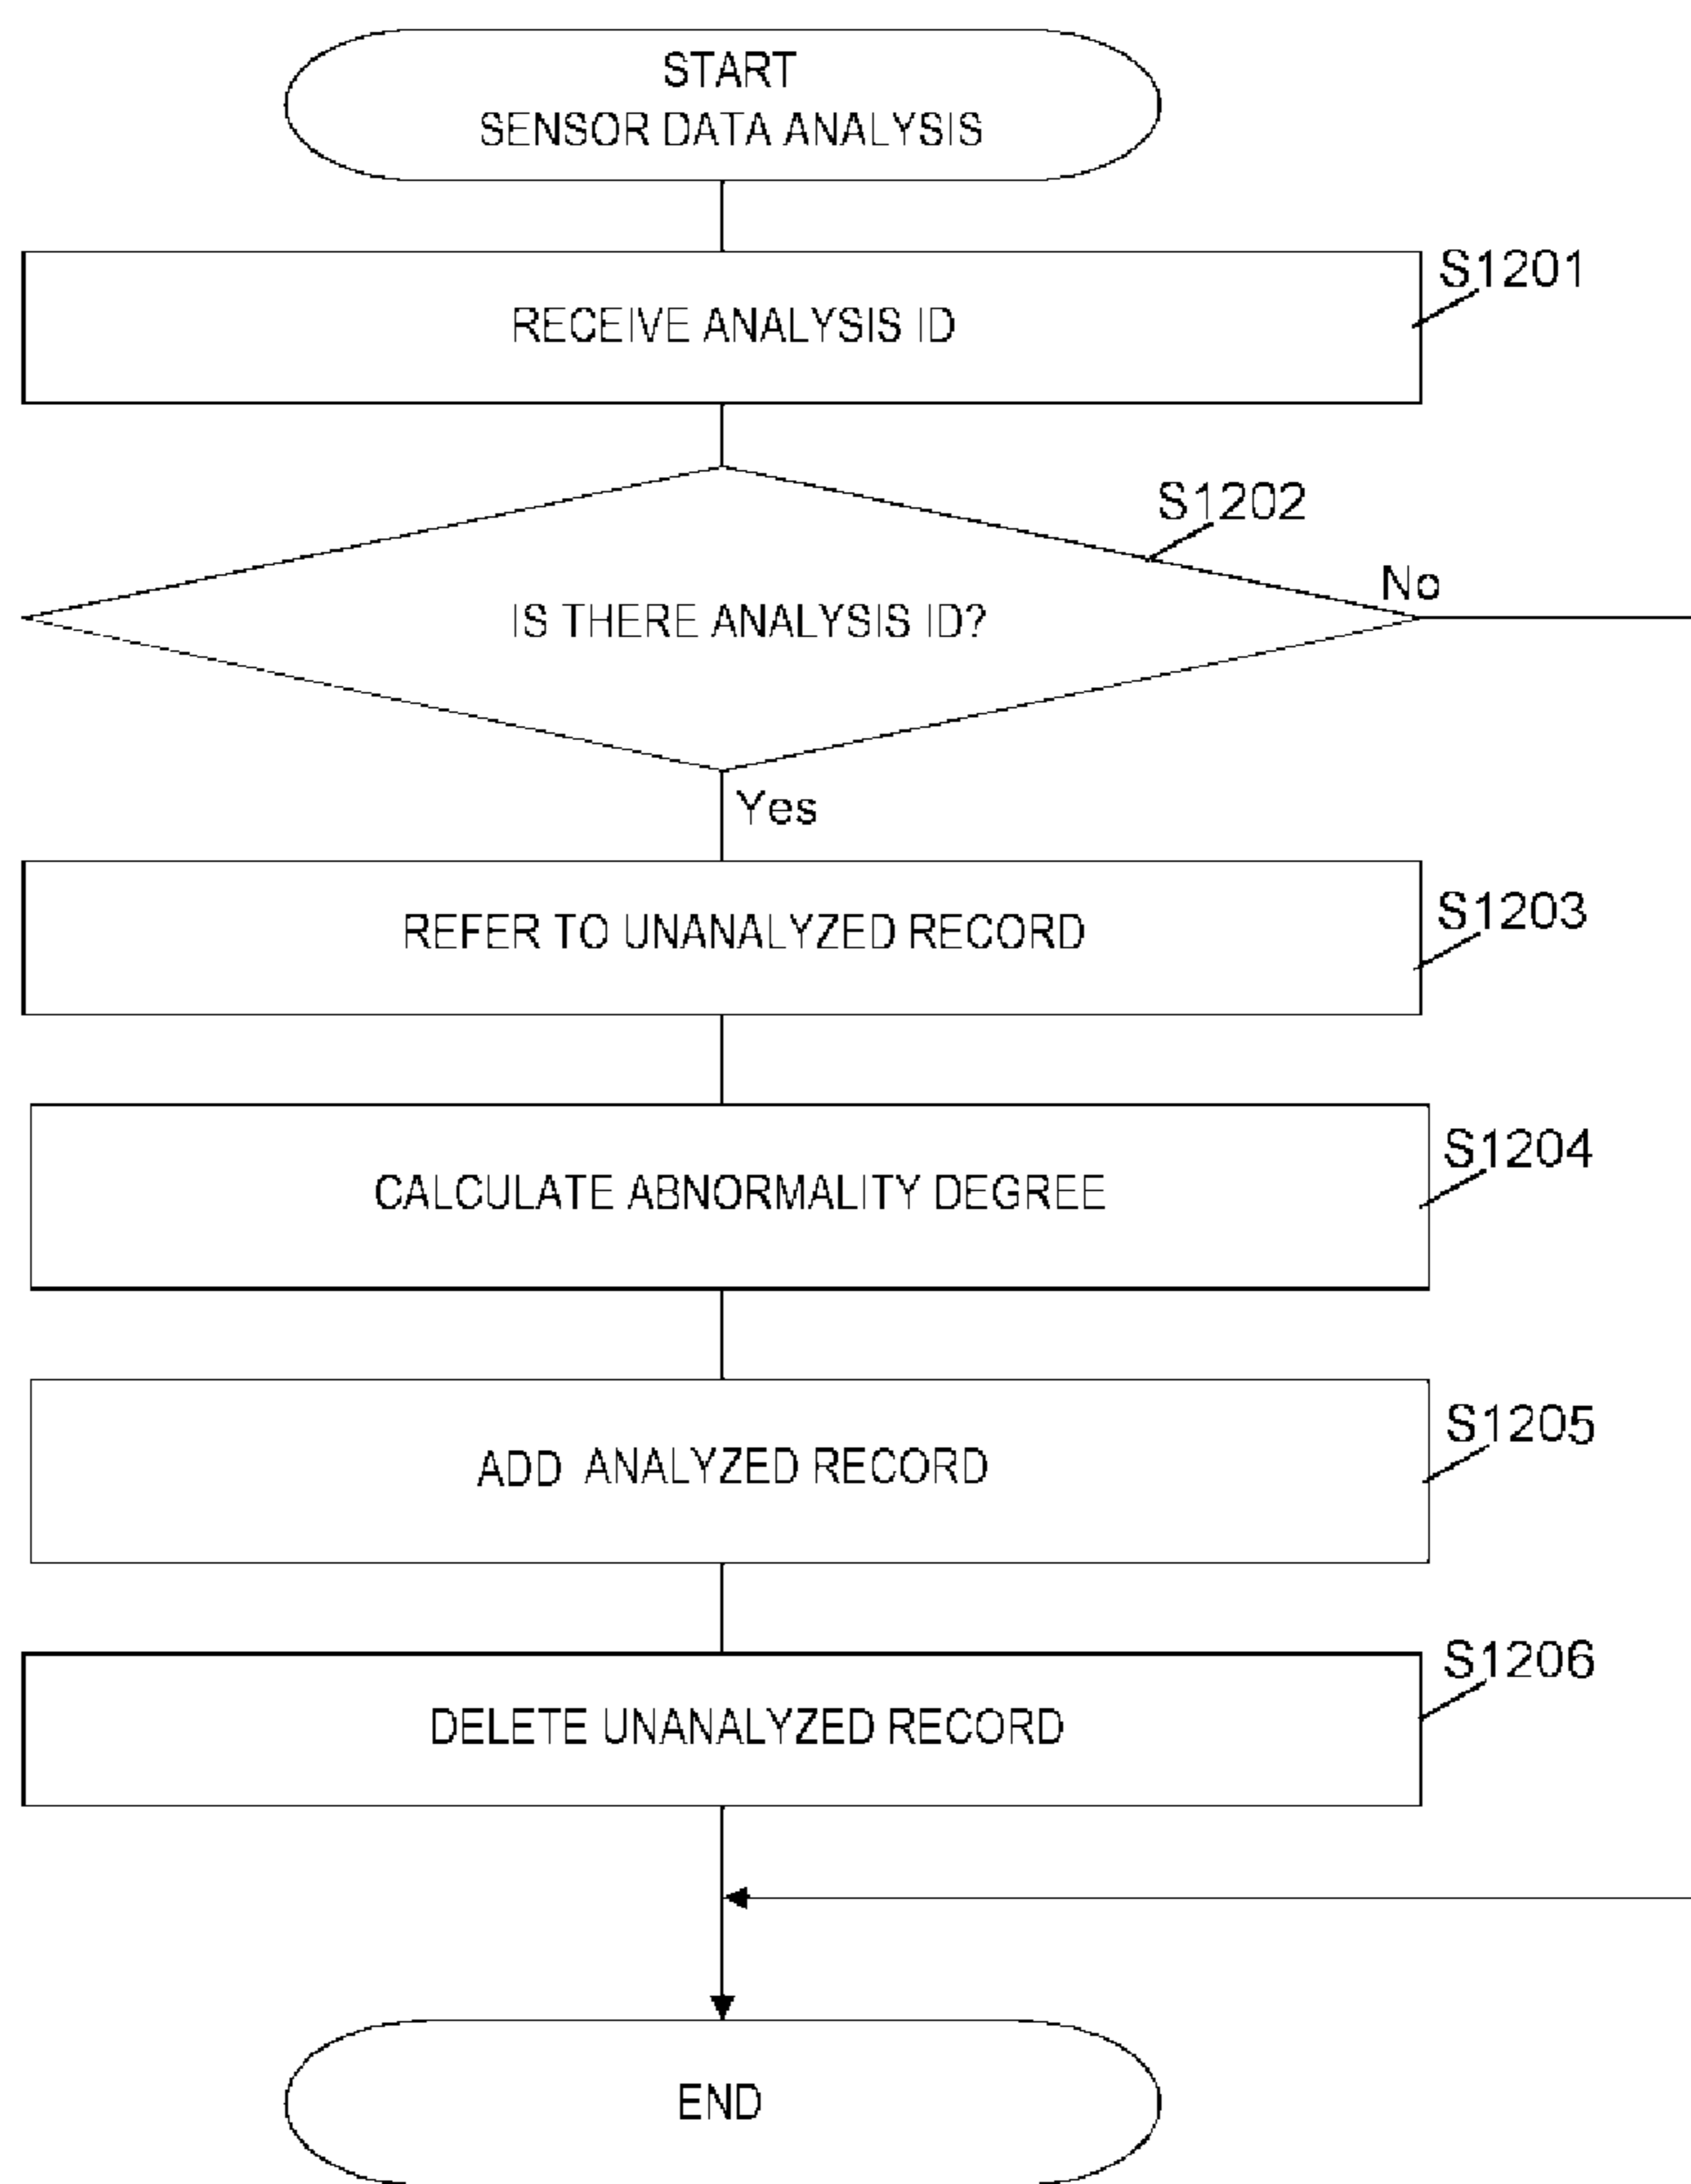 START
SENSOR DATA ANALYSIS
S1201
RECEIVE ANALYSIS ID
S1202
No
IS THERE ANALYSIS ID?
Yes
S1203
REFER TO UNANALYZED RECORD
S1204
CALCULATE ABNORMALITY DEGREE
S1205
ADD ANALYZED RECORD
S1206
DELETE UNANALYZED RECORD
END